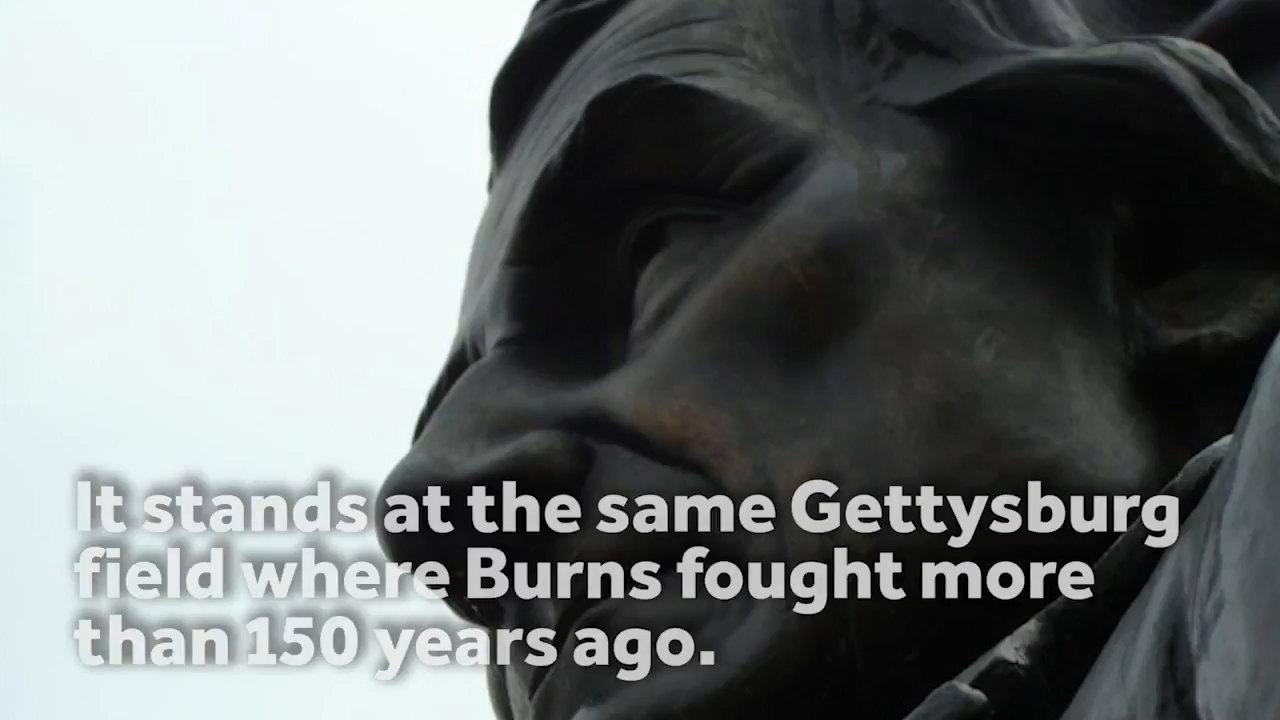 It stands at the same Gettysburg
field where Burns fought more
than 150 years ago.